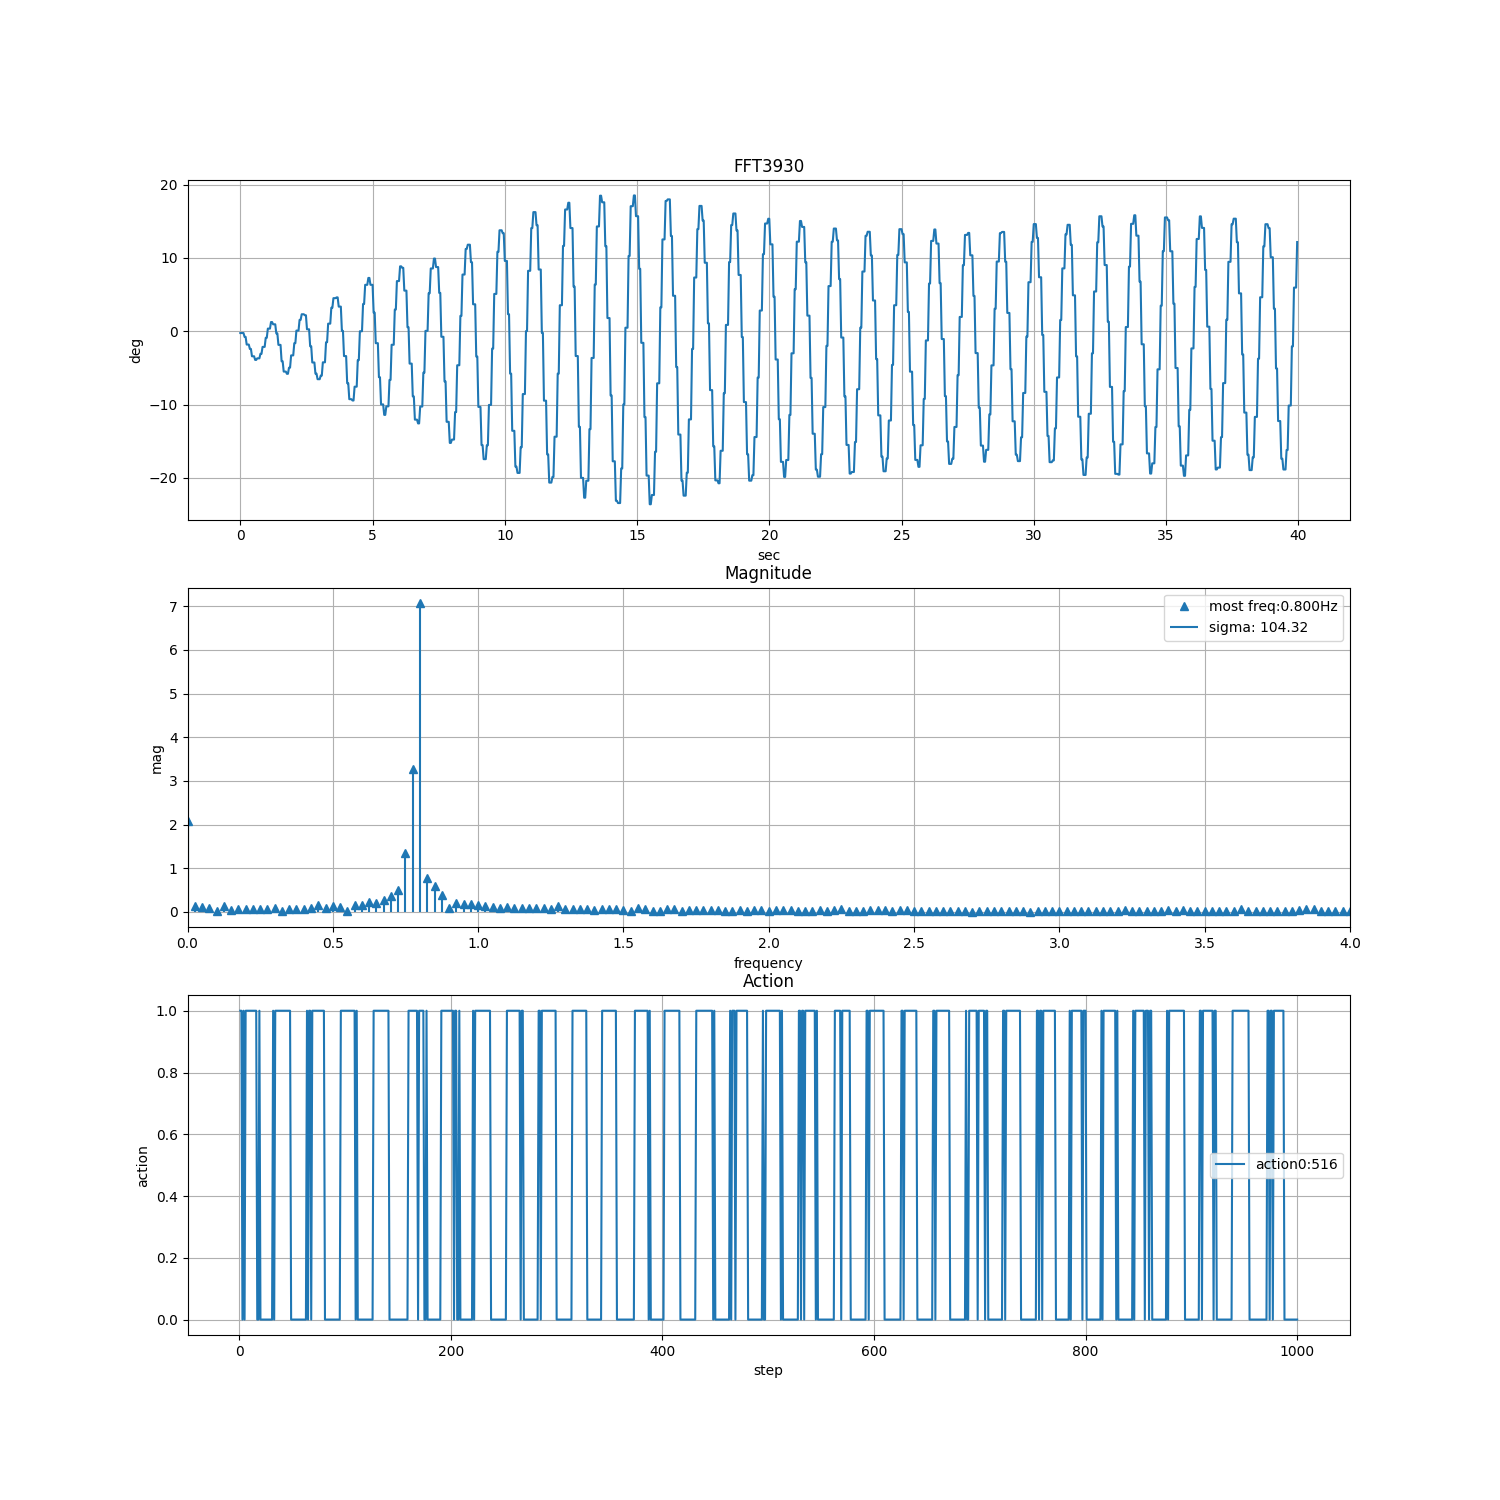 FFT3930
20
10
0
−10
−20
deg
0 5 10 15 20 25 30 35 40
sec
Magnitude
most freq:0.800Hz
sigma: 104.32
7
6
5
4
3
2
1
0
mag
0.0 0.5 1.0 1.5 2.0 2.5 3.0 3.5 4.0
frequency
Action
1.0
0.8
0.6
0.4
0.2
0.0
action
action0:516
0 200 400 600 800 1000
step